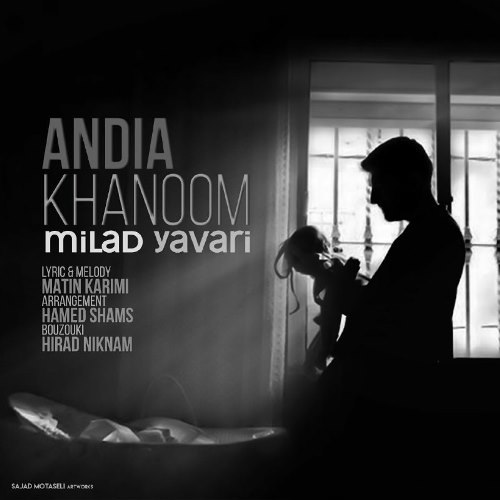 ANDIA
KHANOOM
MiLAD YAVARi
LYRIC & MELODY
MATIN KARIMI
ARRANGEMENT
HAMED SHAMS
BOUZOUKI
HIRAD NIKNAM
SAJAD MOTASELI ARTWORKS